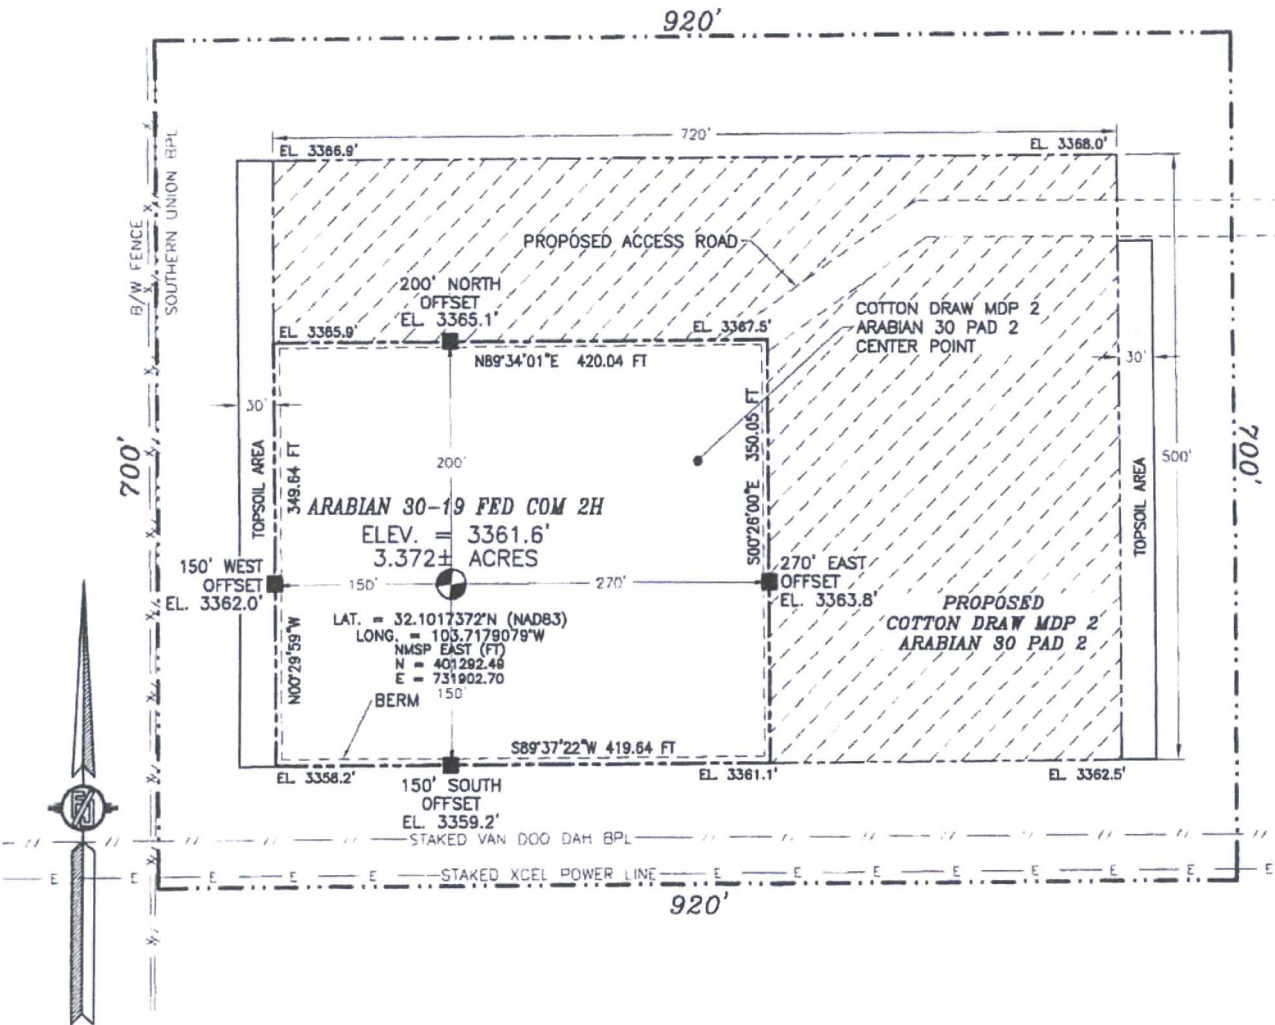 920'
720'
EL. 3366.9'
EL. 3368.0'
B/W FENCE
SOUTHERN UNION BPL
PROPOSED ACCESS ROAD
200' NORTH
OFFSET
EL. 3365.1'
EL. 3365.9'
EL. 3367.5'
COTTON DRAW MDP 2
ARABIAN 30 PAD 2
CENTER POINT
N89°34'01"E 420.04 FT
30'
30'
700'
TOPSOIL AREA
349.64 FT
200'
S00°26'00"E 350.05 FT
500'
700'
TOPSOIL AREA
ARABIAN 30-19 FED COM 2H
ELEV. = 3361.6'
3.372± ACRES
150' WEST
OFFSET
EL. 3362.0'
150'
270'
270' EAST
OFFSET
EL. 3363.8'
PROPOSED
COTTON DRAW MDP 2
ARABIAN 30 PAD 2
LAT. = 32.1017372°N (NAD83)
LONG. = 103.7179079°W
NMSP EAST (FT)
N = 401292.49
E = 731902.70
N00°29'59"W
150'
BERM
S89°37'22"W 419.64 FT
EL. 3358.2'
EL. 3361.1'
EL. 3362.5'
150' SOUTH
OFFSET
EL. 3359.2'
STAKED VAN DOO DAH BPL
E E E E E STAKED XCEL POWER LINE E E E E E E E
920'